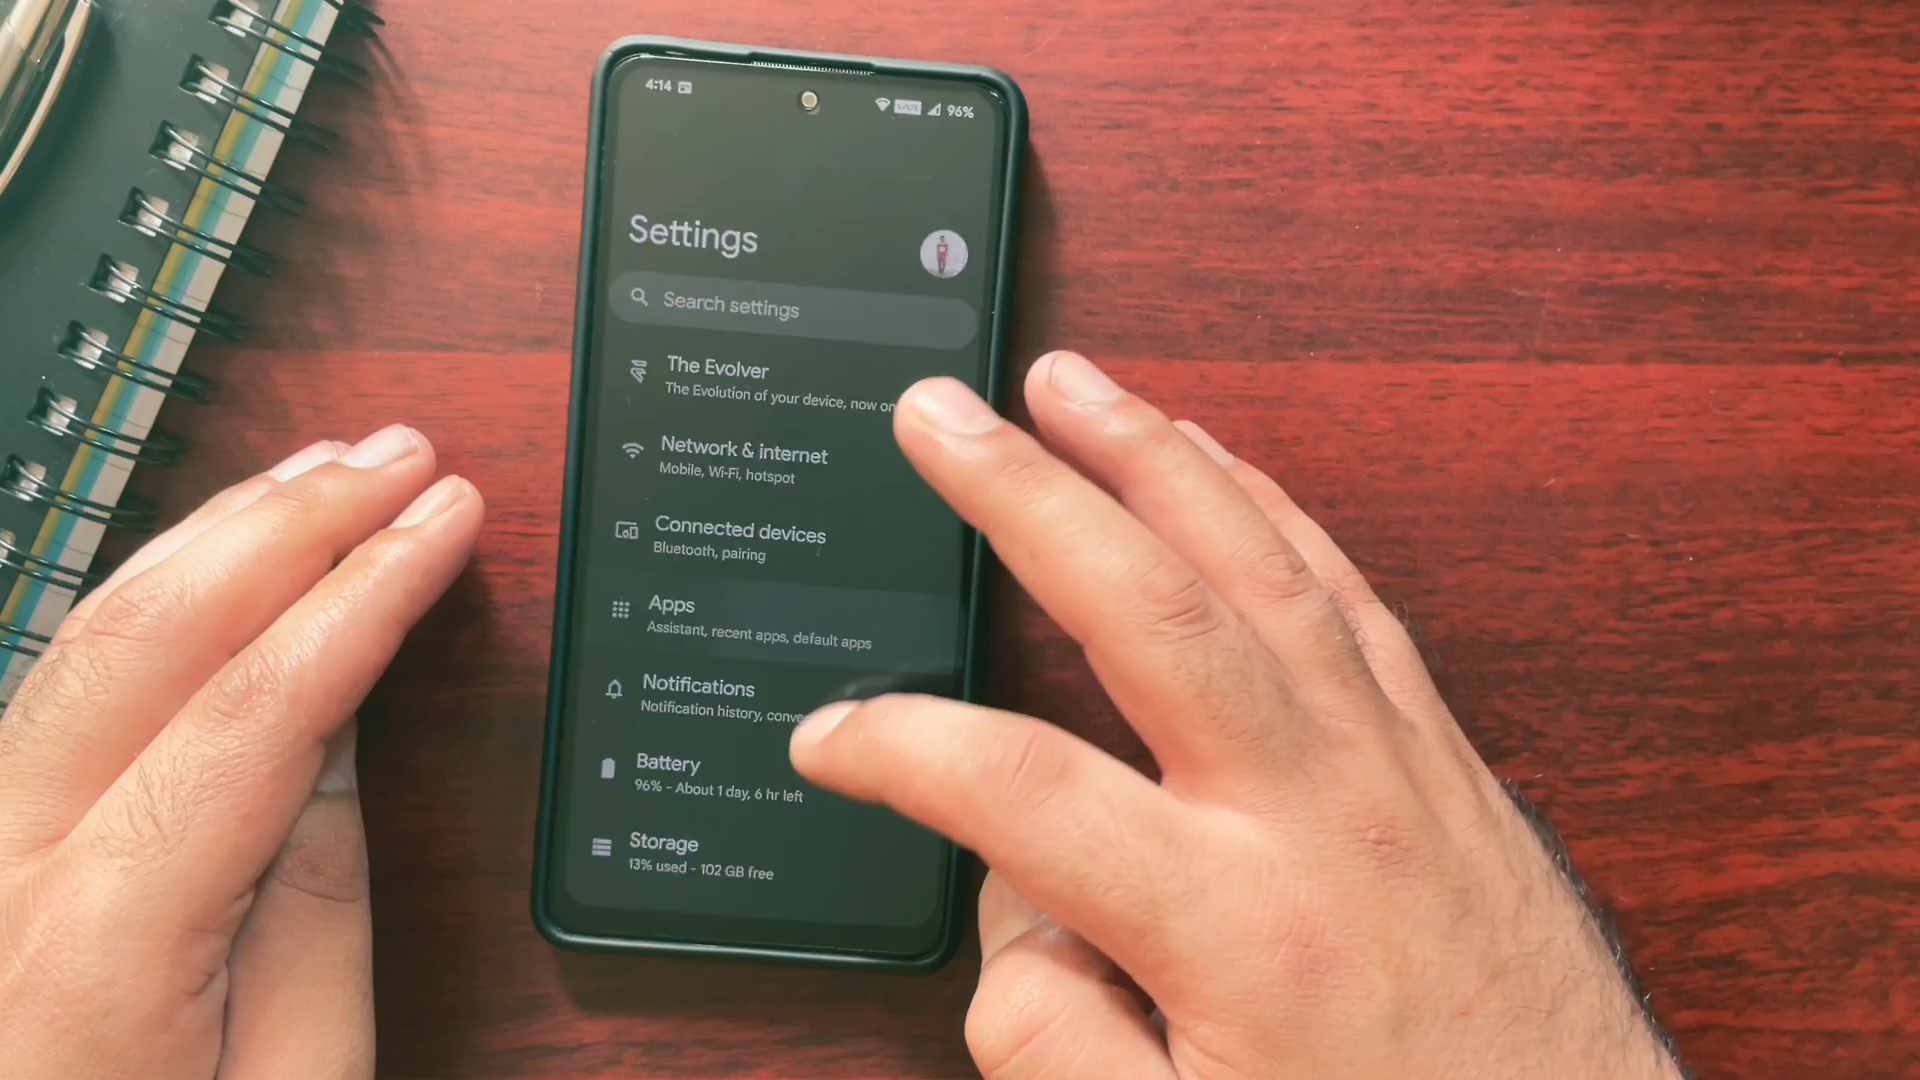 4:14
96%
Settings
Search settings
The Evolver
The Evolution of your device, now on
Network & internet
Mobile, Wi-Fi, hotspot
Connected devices
Bluetooth, pairing
Apps
Assistant, recent apps, default apps
Notifications
Notification history,
Battery
96% - About 1 day, 6 hr left
Storage
13% used - 102 GB free